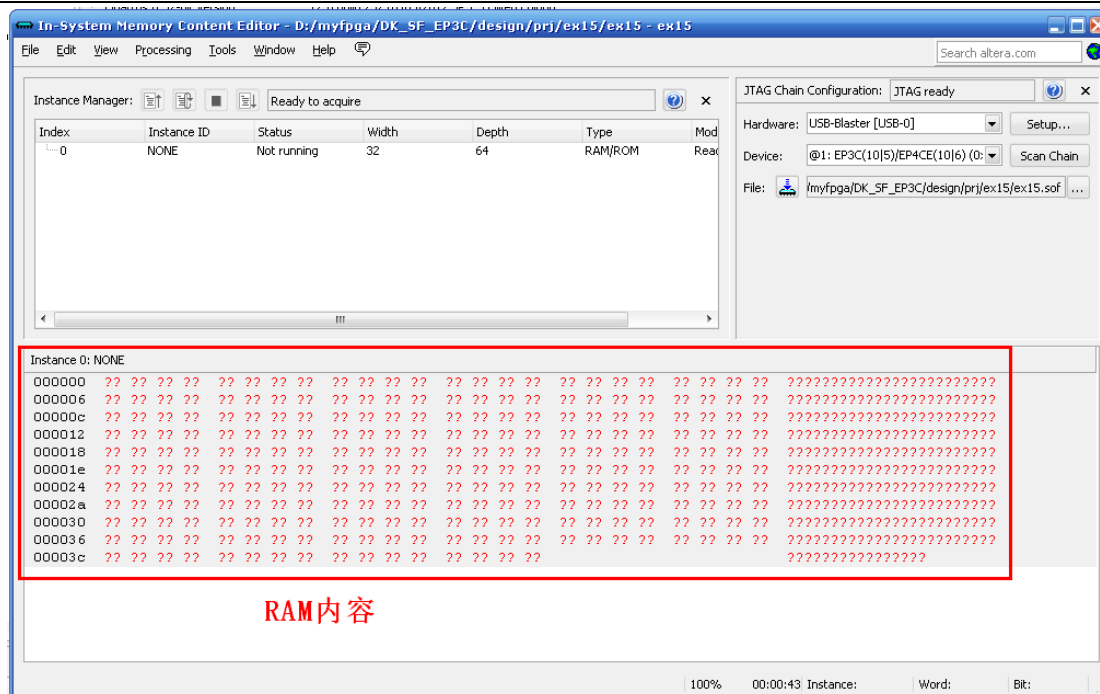 In-System Memory Content Editor - D:/myfpga/DK_SF_EP3C/design/prj/ex15/ex15 - ex15
File Edit View Processing Tools Window Help
Search altera.com
Instance Manager: Ready to acquire
Index Instance ID Status Width Depth Type Mod
0 NONE Not running 32 64 RAM/ROM Read
JTAG Chain Configuration: JTAG ready
Hardware: USB-Blaster [USB-0] Setup...
Device: @1: EP3C(10|5)/EP4CE(10|6) (0: Scan Chain
File: /myfpga/DK_SF_EP3C/design/prj/ex15/ex15.sof ...
Instance 0: NONE
000000 ?? ?? ?? ?? ?? ?? ?? ?? ?? ?? ?? ?? ?? ?? ?? ?? ?? ?? ?? ?? ?? ?? ?? ?? ????????????????????????
000006 ?? ?? ?? ?? ?? ?? ?? ?? ?? ?? ?? ?? ?? ?? ?? ?? ?? ?? ?? ?? ?? ?? ?? ?? ????????????????????????
00000c ?? ?? ?? ?? ?? ?? ?? ?? ?? ?? ?? ?? ?? ?? ?? ?? ?? ?? ?? ?? ?? ?? ?? ?? ????????????????????????
000012 ?? ?? ?? ?? ?? ?? ?? ?? ?? ?? ?? ?? ?? ?? ?? ?? ?? ?? ?? ?? ?? ?? ?? ?? ????????????????????????
000018 ?? ?? ?? ?? ?? ?? ?? ?? ?? ?? ?? ?? ?? ?? ?? ?? ?? ?? ?? ?? ?? ?? ?? ?? ????????????????????????
00001e ?? ?? ?? ?? ?? ?? ?? ?? ?? ?? ?? ?? ?? ?? ?? ?? ?? ?? ?? ?? ?? ?? ?? ?? ????????????????????????
000024 ?? ?? ?? ?? ?? ?? ?? ?? ?? ?? ?? ?? ?? ?? ?? ?? ?? ?? ?? ?? ?? ?? ?? ?? ????????????????????????
00002a ?? ?? ?? ?? ?? ?? ?? ?? ?? ?? ?? ?? ?? ?? ?? ?? ?? ?? ?? ?? ?? ?? ?? ?? ????????????????????????
000030 ?? ?? ?? ?? ?? ?? ?? ?? ?? ?? ?? ?? ?? ?? ?? ?? ?? ?? ?? ?? ?? ?? ?? ?? ????????????????????????
000036 ?? ?? ?? ?? ?? ?? ?? ?? ?? ?? ?? ?? ?? ?? ?? ?? ?? ?? ?? ?? ?? ?? ?? ?? ????????????????????????
00003c ?? ?? ?? ?? ?? ?? ?? ?? ?? ?? ?? ?? ?? ?? ?? ?? ????????????????
RAM内容
100% 00:00:43 Instance: Word: Bit: